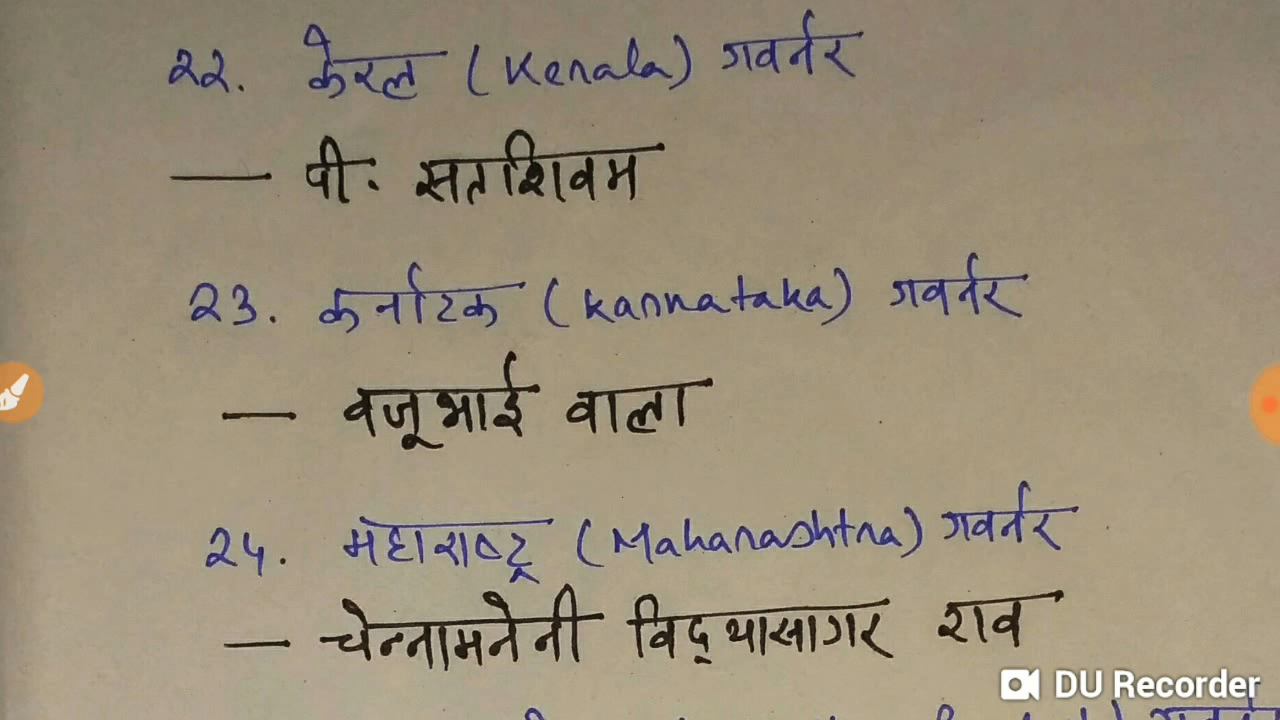 22. केरल (Kerala) गवर्नर
— पी. सतशिवम
23. कर्नाटक (Karnataka) गवर्नर
— वजूभाई वाला
24. महाराष्ट्र (Maharashtra) गवर्नर
— चेन्नामनेनी विद्यासागर राव
DU Recorder